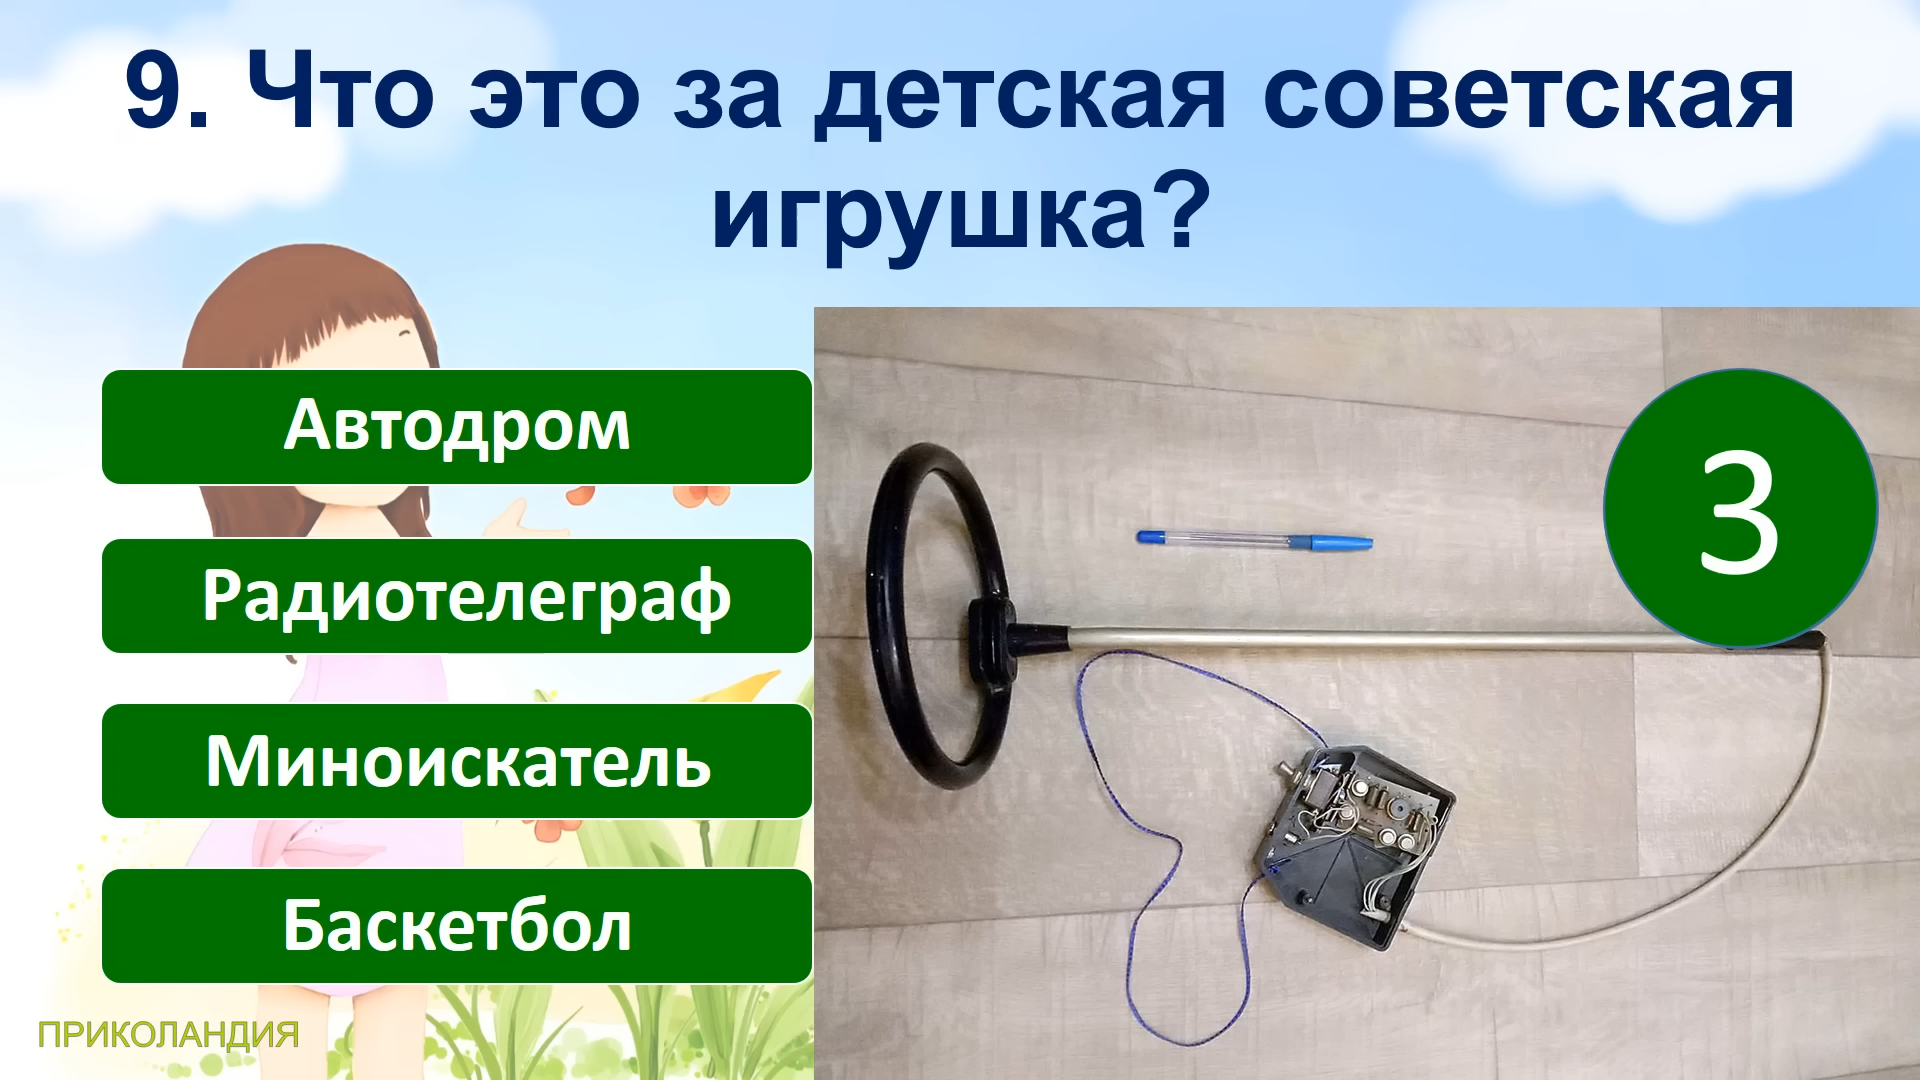 9. Что это за детская советская
игрушка?
Автодром
Радиотелеграф
Миноискатель
Баскетбол
3
ПРИКОЛАНДИЯ